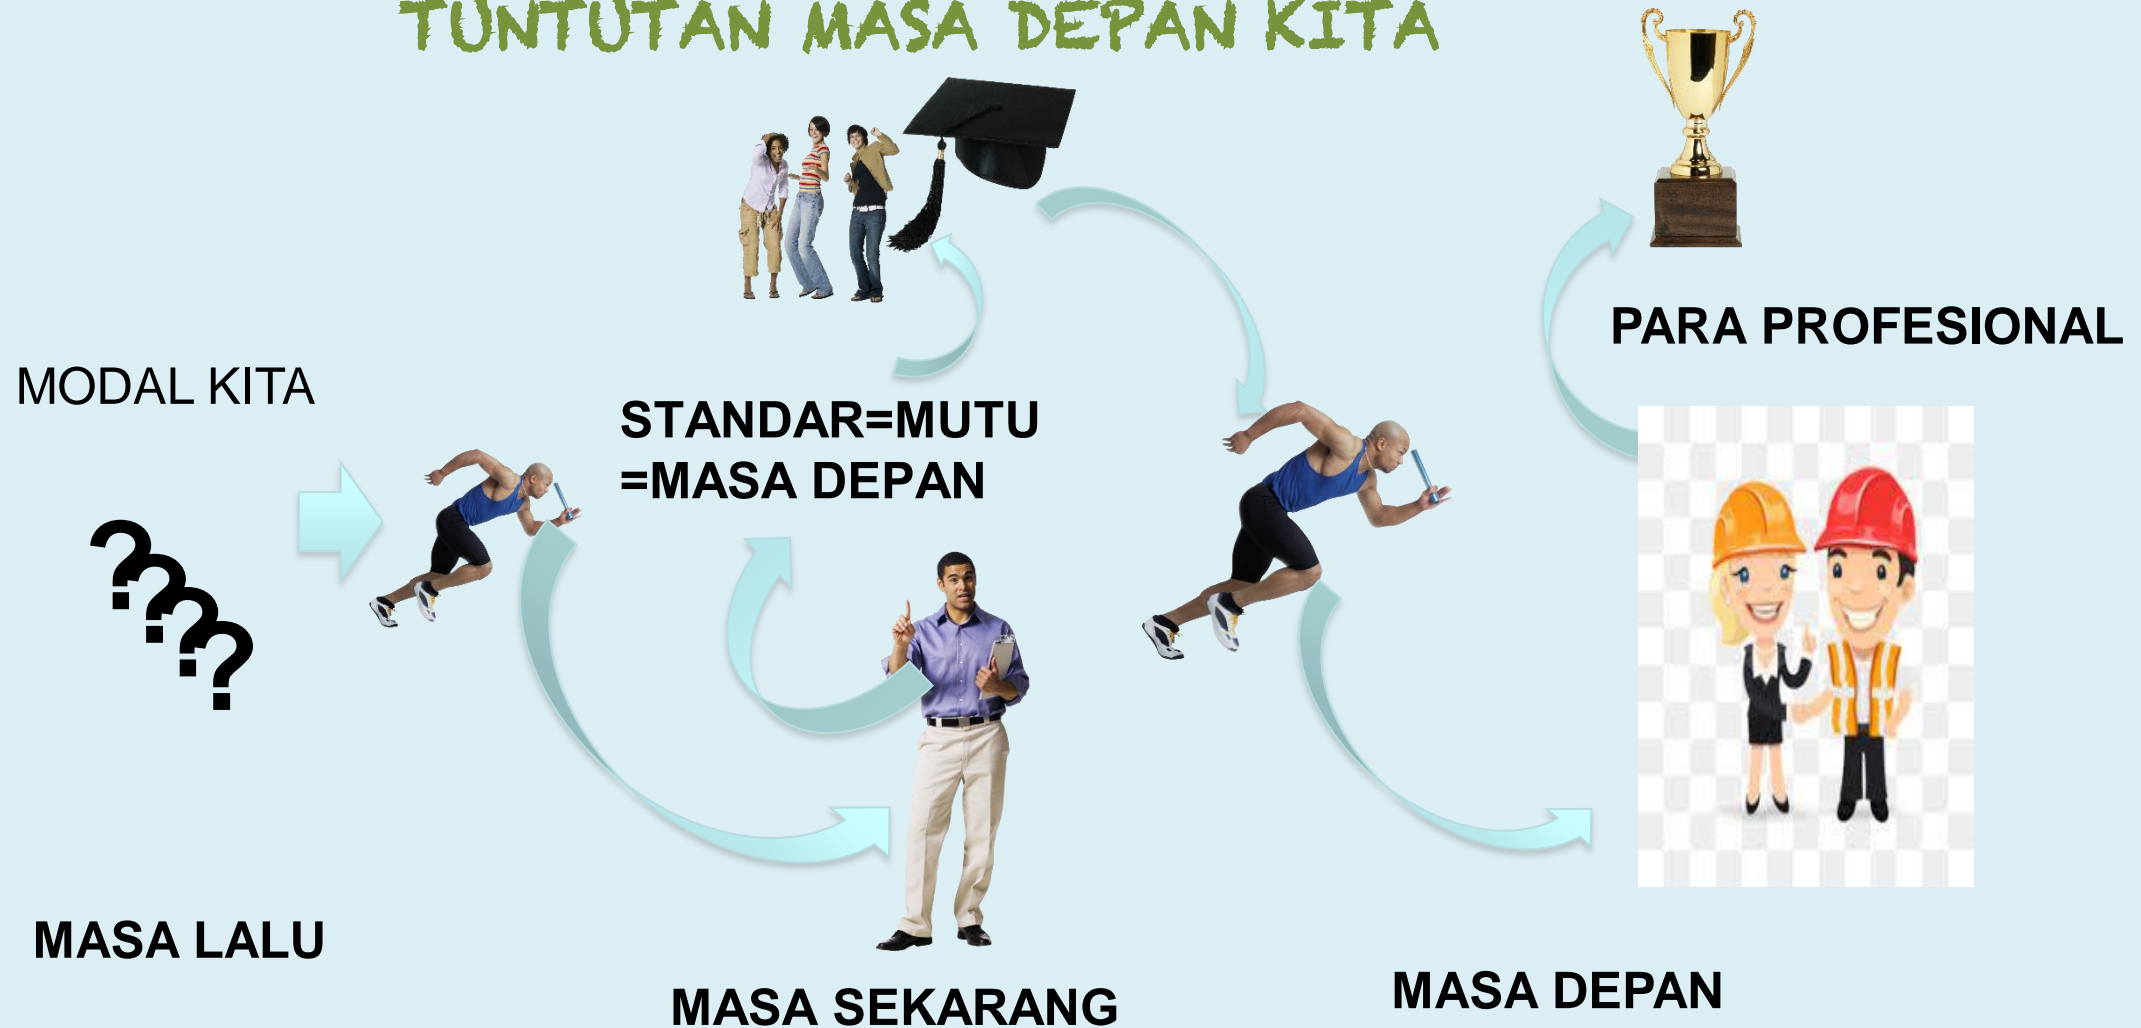 TUNTUTAN MASA DEPAN KITA
PARA PROFESIONAL
MODAL KITA
STANDAR=MUTU
=MASA DEPAN
?
?
?
?
MASA LALU
MASA SEKARANG
MASA DEPAN